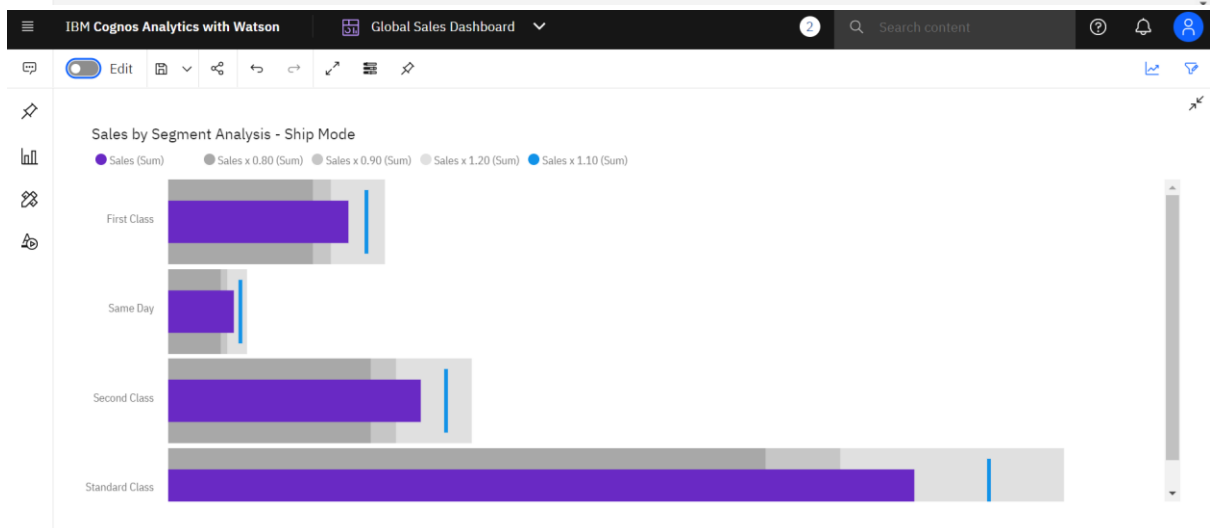 IBM Cognos Analytics with Watson Global Sales Dashboard 2 Search content
Edit
Sales by Segment Analysis - Ship Mode
Sales (Sum) Sales x 0.80 (Sum) Sales x 0.90 (Sum) Sales x 1.20 (Sum) Sales x 1.10 (Sum)
First Class
Same Day
Second Class
Standard Class